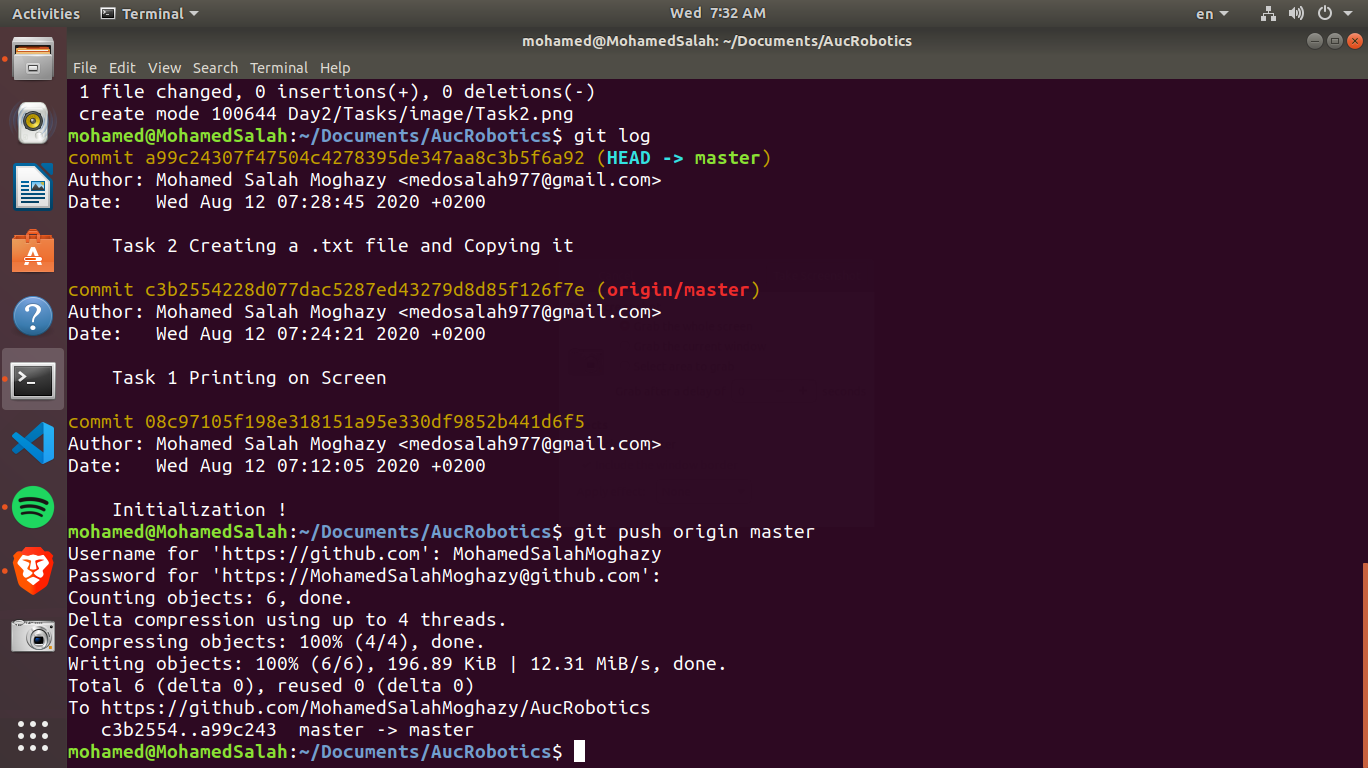 Activities Terminal Wed 7:32 AM en
mohamed@MohamedSalah: ~/Documents/AucRobotics
File Edit View Search Terminal Help
 1 file changed, 0 insertions(+), 0 deletions(-)
 create mode 100644 Day2/Tasks/image/Task2.png
mohamed@MohamedSalah:~/Documents/AucRobotics$ git log
commit a99c24307f47504c4278395de347aa8c3b5f6a92 (HEAD -> master)
Author: Mohamed Salah Moghazy <medosalah977@gmail.com>
Date:   Wed Aug 12 07:28:45 2020 +0200
    Task 2 Creating a .txt file and Copying it
commit c3b2554228d077dac5287ed43279d8d85f126f7e (origin/master)
Author: Mohamed Salah Moghazy <medosalah977@gmail.com>
Date:   Wed Aug 12 07:24:21 2020 +0200
    Task 1 Printing on Screen
commit 08c97105f198e318151a95e330df9852b441d6f5
Author: Mohamed Salah Moghazy <medosalah977@gmail.com>
Date:   Wed Aug 12 07:12:05 2020 +0200
    Initialization !
mohamed@MohamedSalah:~/Documents/AucRobotics$ git push origin master
Username for 'https://github.com': MohamedSalahMoghazy
Password for 'https://MohamedSalahMoghazy@github.com':
Counting objects: 6, done.
Delta compression using up to 4 threads.
Compressing objects: 100% (4/4), done.
Writing objects: 100% (6/6), 196.89 KiB | 12.31 MiB/s, done.
Total 6 (delta 0), reused 0 (delta 0)
To https://github.com/MohamedSalahMoghazy/AucRobotics
   c3b2554..a99c243  master -> master
mohamed@MohamedSalah:~/Documents/AucRobotics$